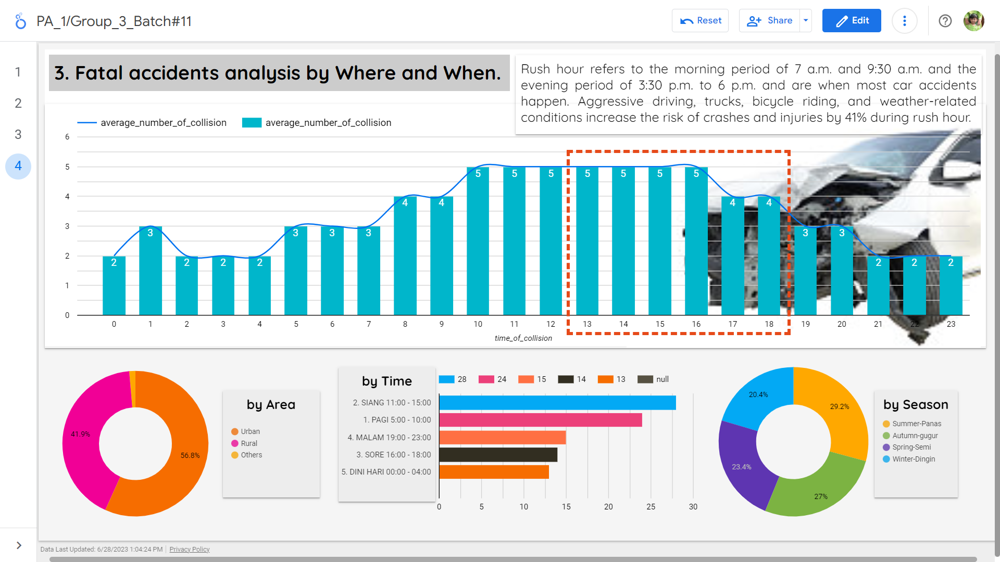 PA_1/Group_3_Batch#11
Reset
Share
Edit
1
2
3
4
3. Fatal accidents analysis by Where and When.
Rush hour refers to the morning period of 7 a.m. and 9:30 a.m. and the
evening period of 3:30 p.m. to 6 p.m. and are when most car accidents
happen. Aggressive driving, trucks, bicycle riding, and weather-related
conditions increase the risk of crashes and injuries by 41% during rush hour.
average_number_of_collision average_number_of_collision
6
5
4
3
2
1
0
2 3 2 2 2 3 3 3 4 4 5 5 5 5 5 5 5 4 4 3 3 2 2 2
0 1 2 3 4 5 6 7 8 9 10 11 12 13 14 15 16 17 18 19 20 21 22 23
time_of_collision
41.9%
56.8%
by Area
Urban
Rural
Others
by Time
28 24 15 14 13 null
2. SIANG 11:00 - 15:00
1. PAGI 5:00 - 10:00
4. MALAM 19:00 - 23:00
3. SORE 16:00 - 18:00
5. DINI HARI 00:00 - 04:00
0 5 10 15 20 25 30
20.4%
29.2%
23.4%
27%
by Season
Summer-Panas
Autumn-gugur
Spring-Semi
Winter-Dingin
Data Last Updated: 6/28/2023 1:04:24 PM
Privacy Policy